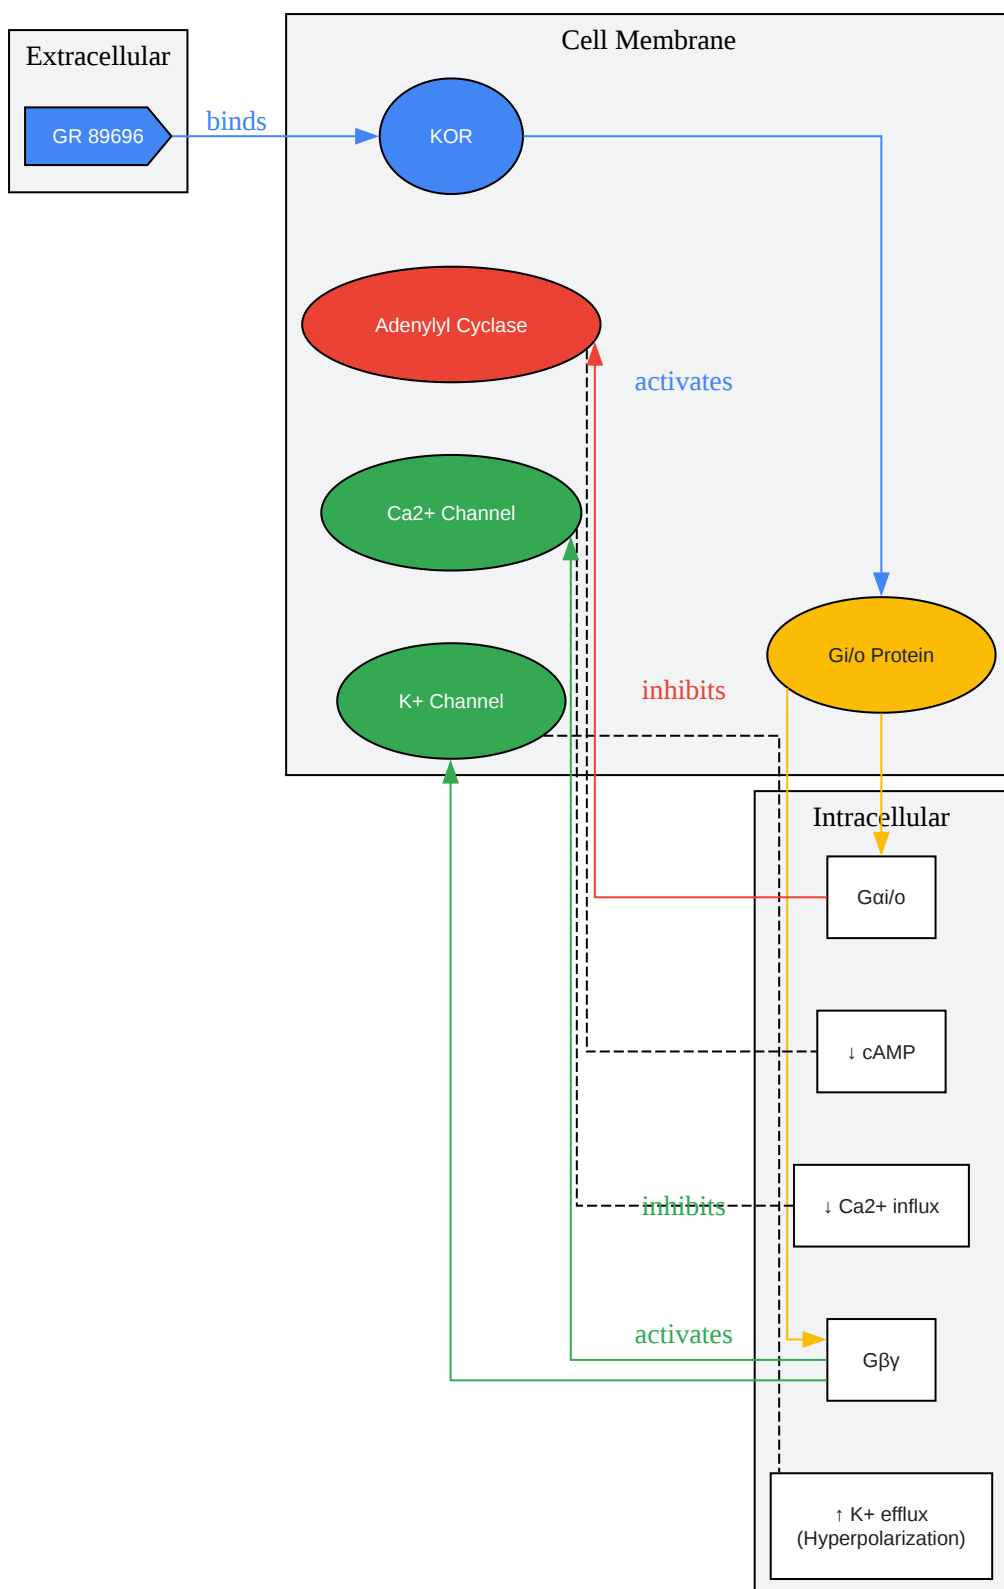 Extracellular
Cell Membrane
GR 89696
binds
KOR
Adenylyl Cyclase
activates
Ca2+ Channel
Gi/o Protein
K+ Channel
inhibits
Intracellular
Gαi/o
↓ cAMP
↓ Ca2+ influx
inhibits
activates
Gβγ
↑ K+ efflux
(Hyperpolarization)